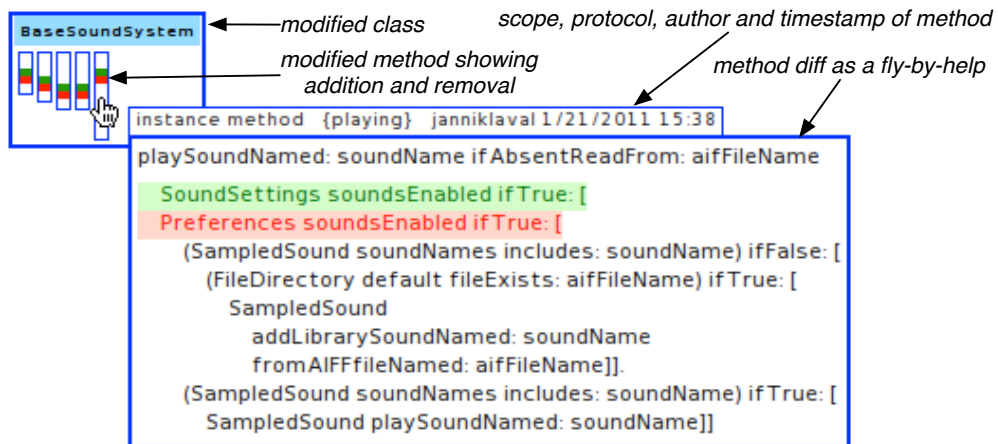 BaseSoundSystem
modified class
scope, protocol, author and timestamp of method
modified method showing
addition and removal
method diff as a fly-by-help
instance method {playing} janniklaval 1/21/2011 15:38
playSoundNamed: soundName ifAbsentReadFrom: aifFileName
SoundSettings soundsEnabled ifTrue: [
Preferences soundsEnabled ifTrue: [
(SampledSound soundNames includes: soundName) ifFalse: [
(FileDirectory default fileExists: aifFileName) ifTrue: [
SampledSound
addLibrarySoundNamed: soundName
fromAIFFfileNamed: aifFileName]].
(SampledSound soundNames includes: soundName) ifTrue: [
SampledSound playSoundNamed: soundName]]